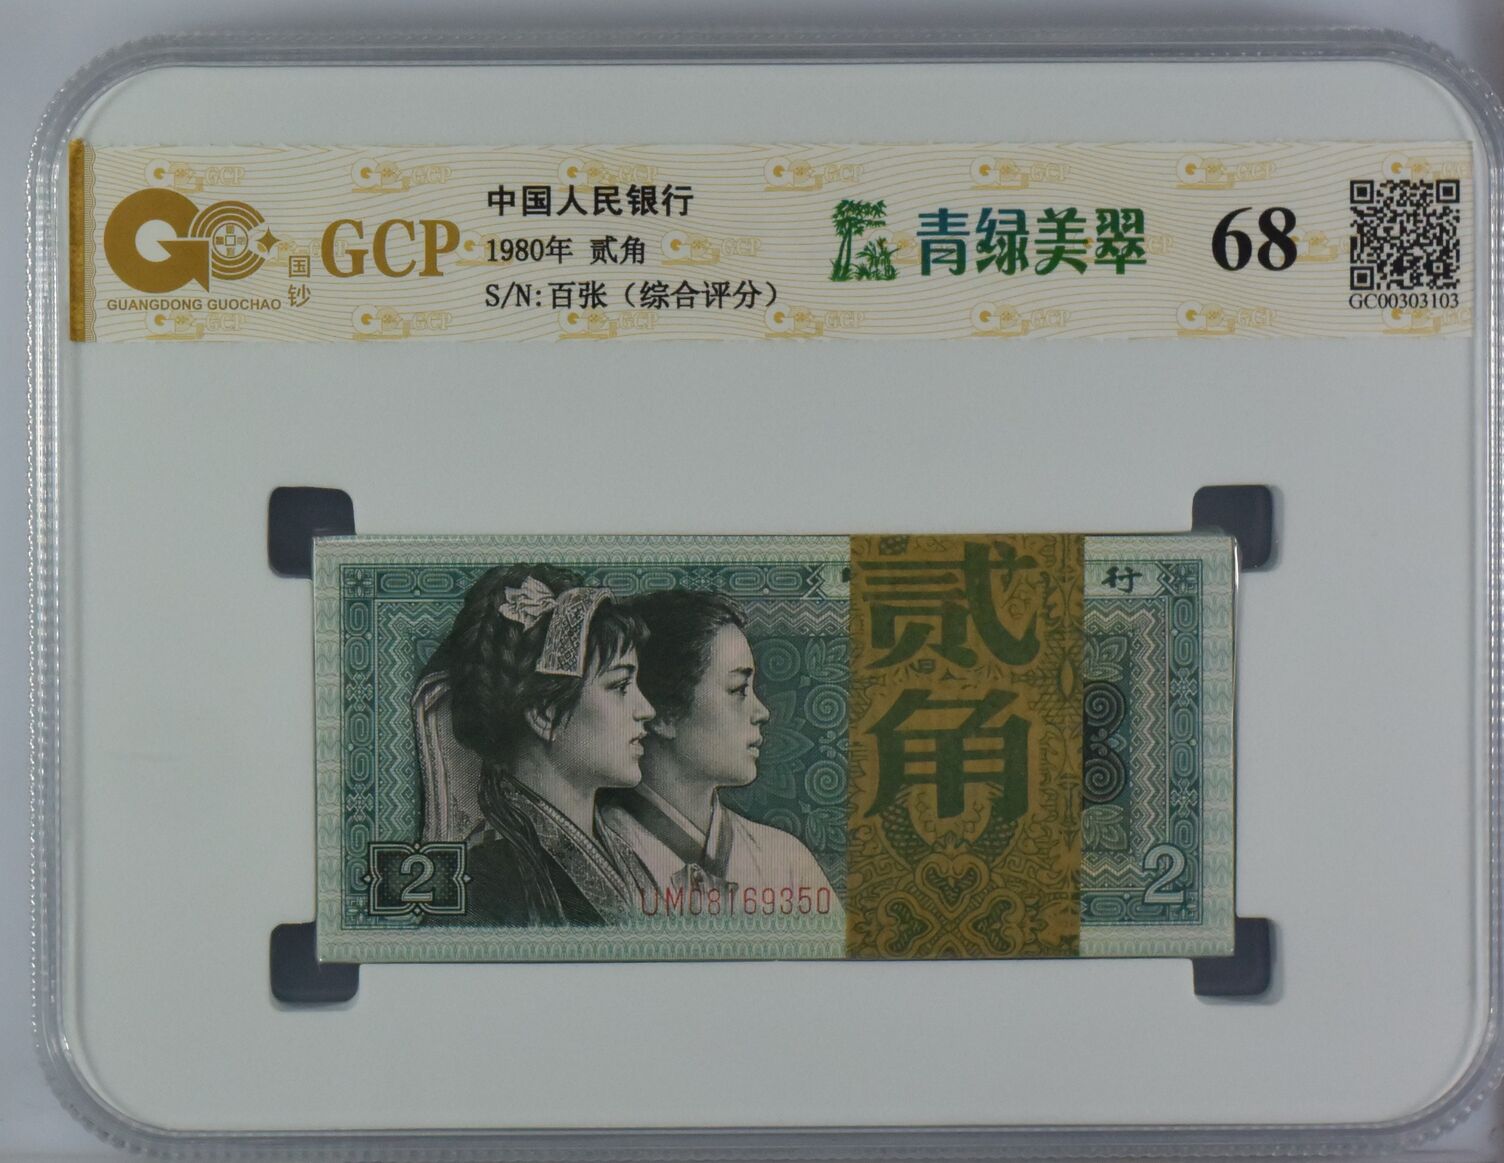 GCP
国钞
GUANGDONG GUOCHAO
中国人民银行
1980年 贰角
S/N:百张（综合评分）
青绿美翠
68
GC00303103
行
贰角
2
UM08169350
2